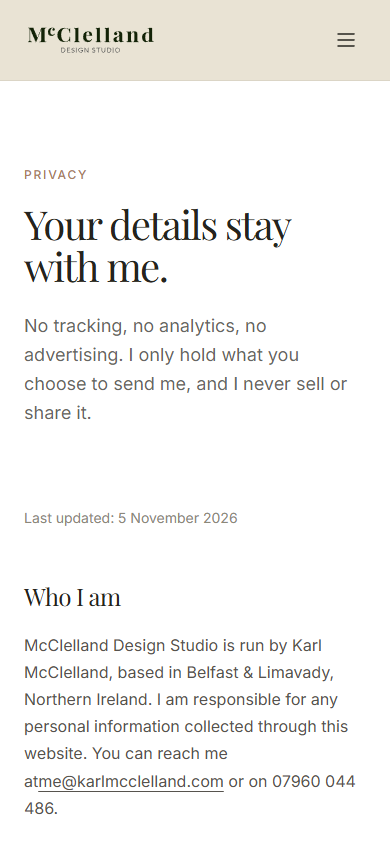 McClelland
DESIGN STUDIO
PRIVACY
Your details stay
with me.
No tracking, no analytics, no
advertising. I only hold what you
choose to send me, and I never sell or
share it.
Last updated: 5 November 2026
Who I am
McClelland Design Studio is run by Karl
McClelland, based in Belfast & Limavady,
Northern Ireland. I am responsible for any
personal information collected through this
website. You can reach me
atme@karlmcclelland.com or on 07960 044
486.